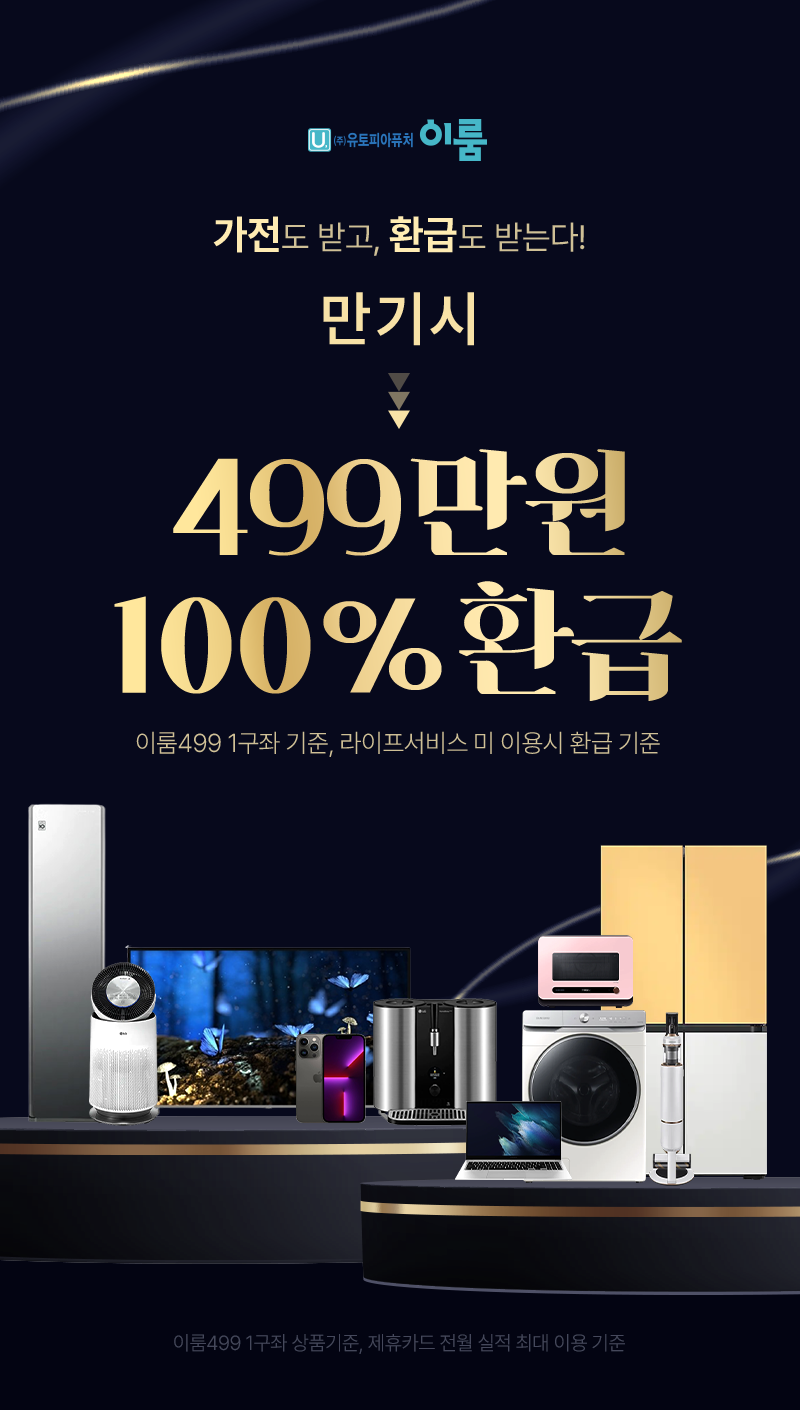 U. (주)유토피아퓨처 이룸
가전도 받고, 환급도 받는다!
만기시
499만원
100% 환급
이룸499 1구좌 기준, 라이프서비스 미 이용시 환급 기준
이룸499 1구좌 상품기준, 제휴카드 전월 실적 최대 이용 기준